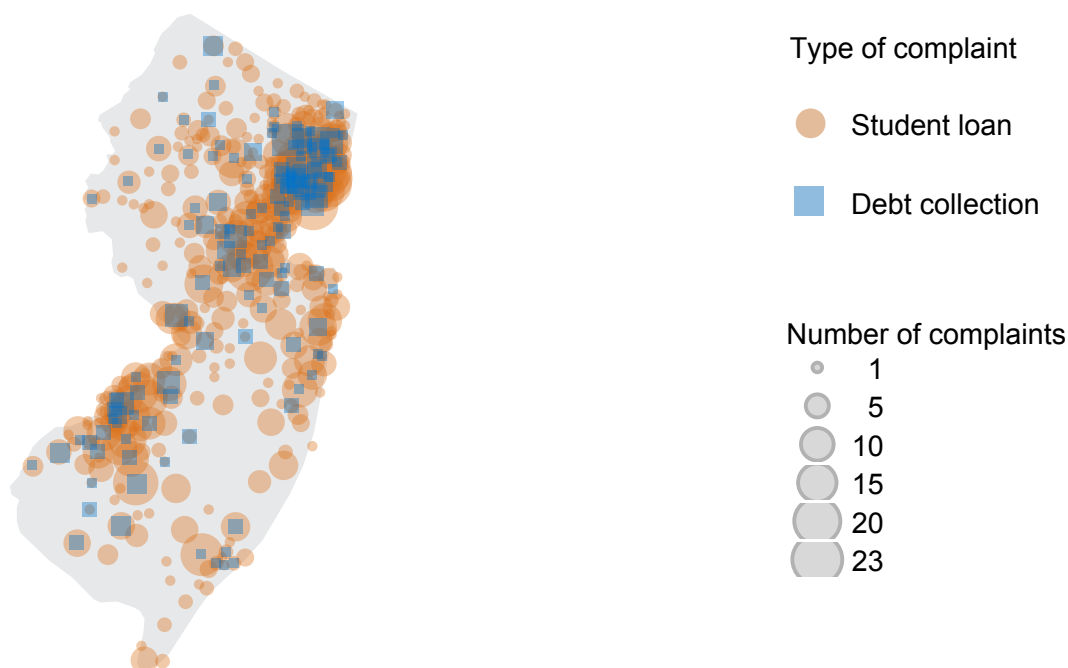 Type of complaint
Student loan
Debt collection
Number of complaints
1
5
10
15
20
23